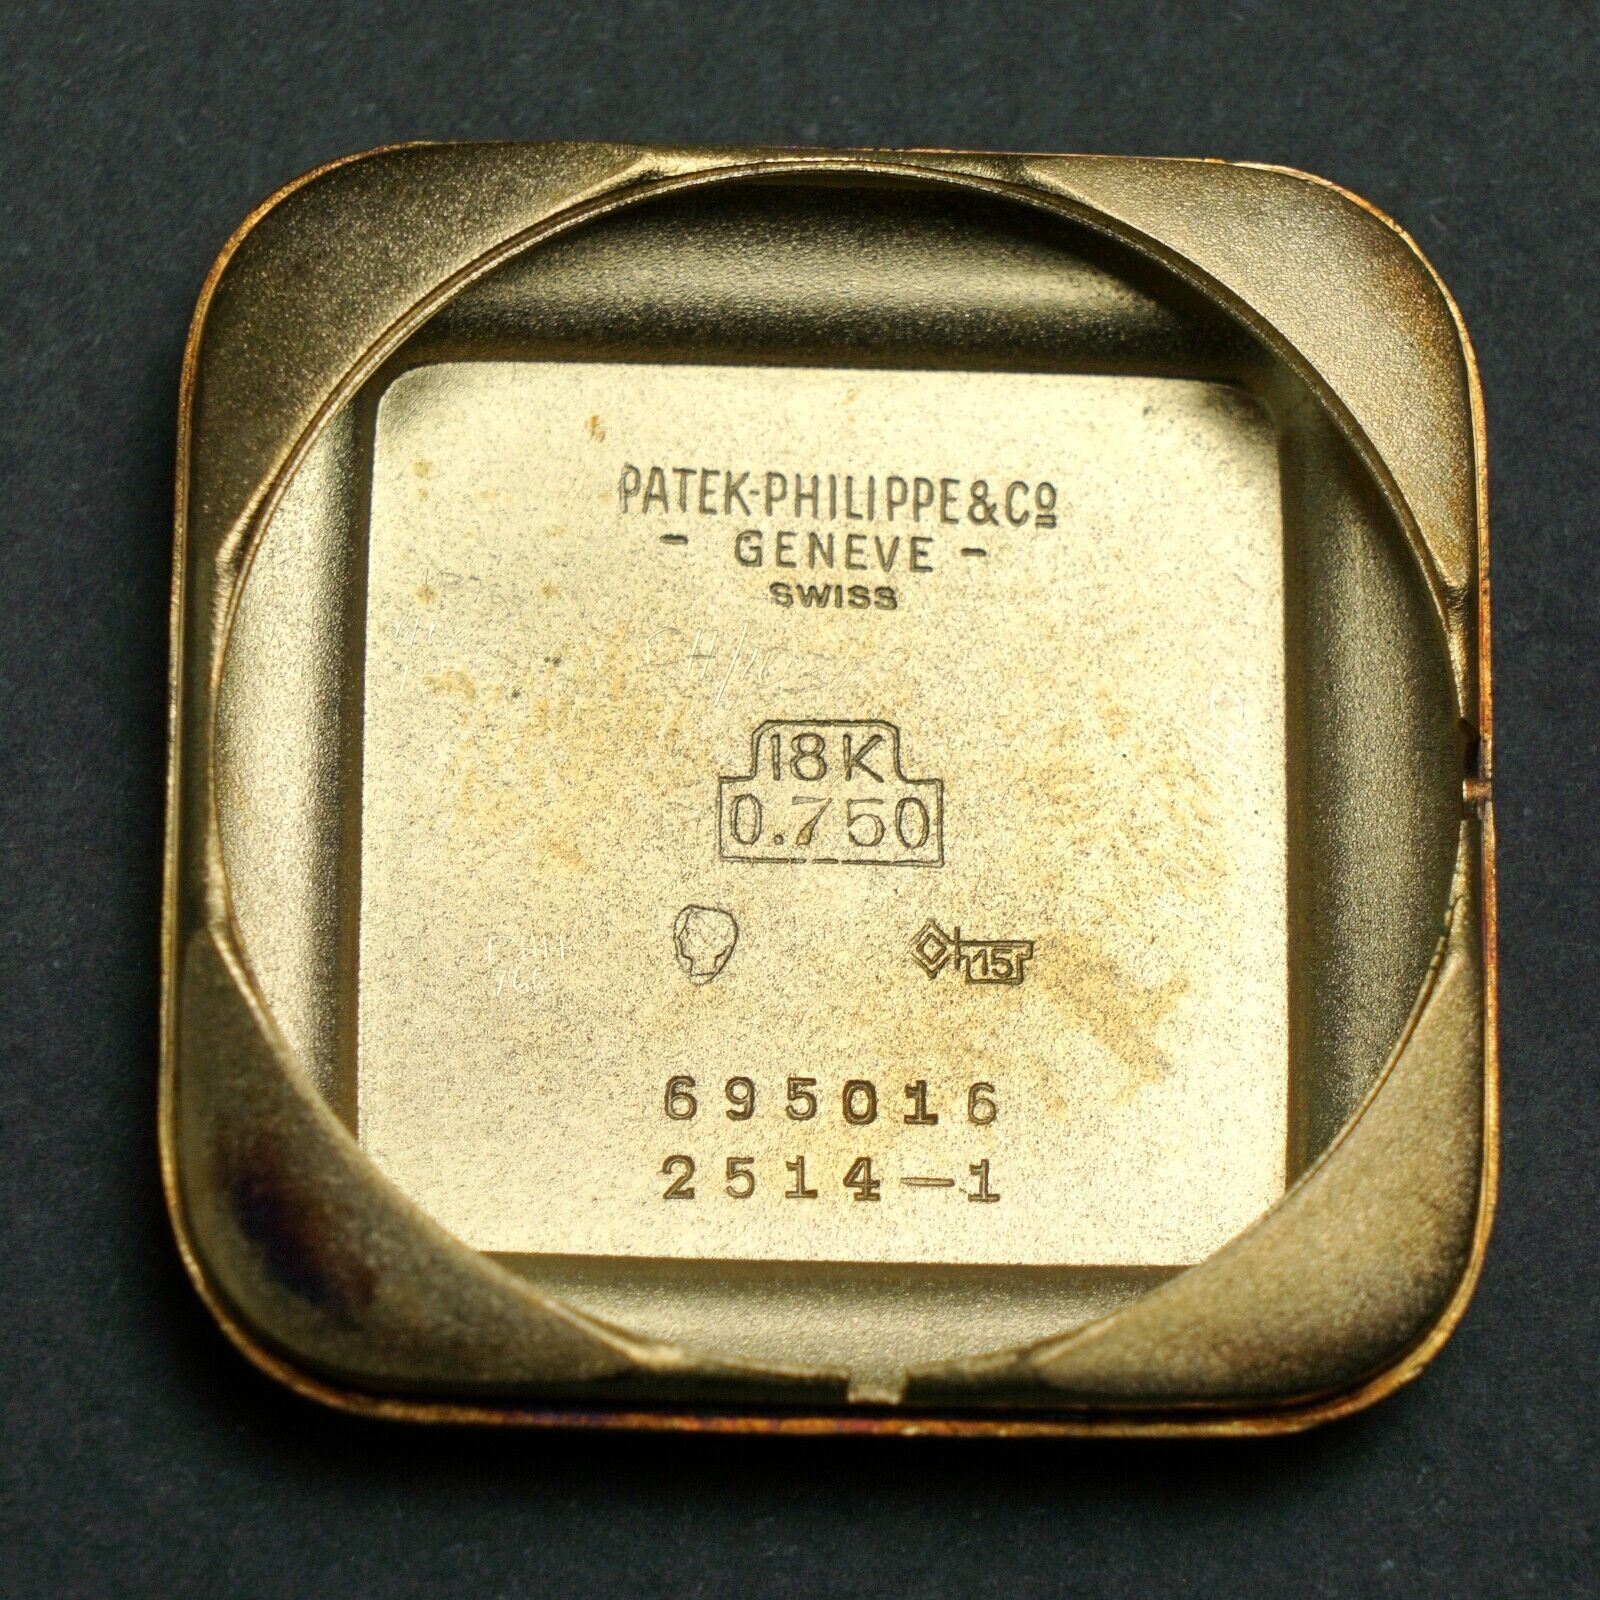 PATEK-PHILIPPE & Cº
- GENEVE -
SWISS
18K
0.750
15
695016
2514-1